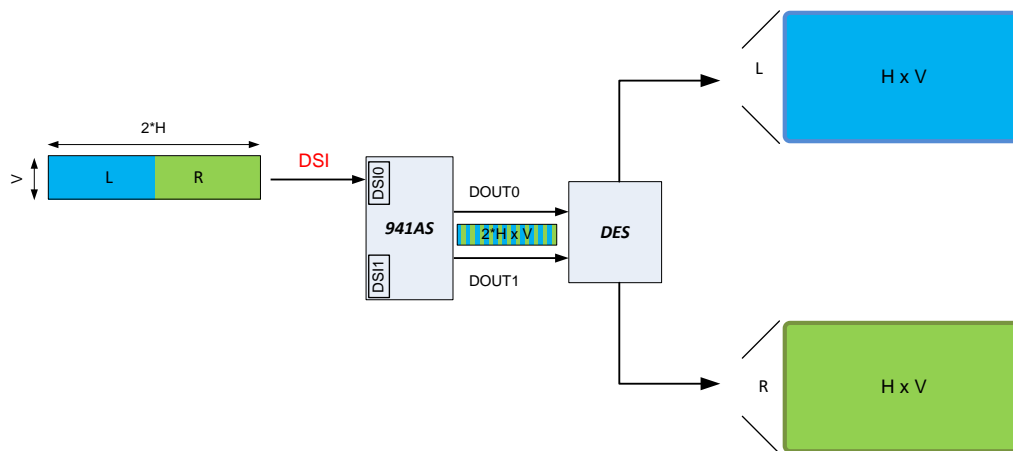 L
H x V
2*H
V
L
R
DSI
DSI0
DSI1
941AS
DOUT0
2*H x V
DOUT1
DES
R
H x V